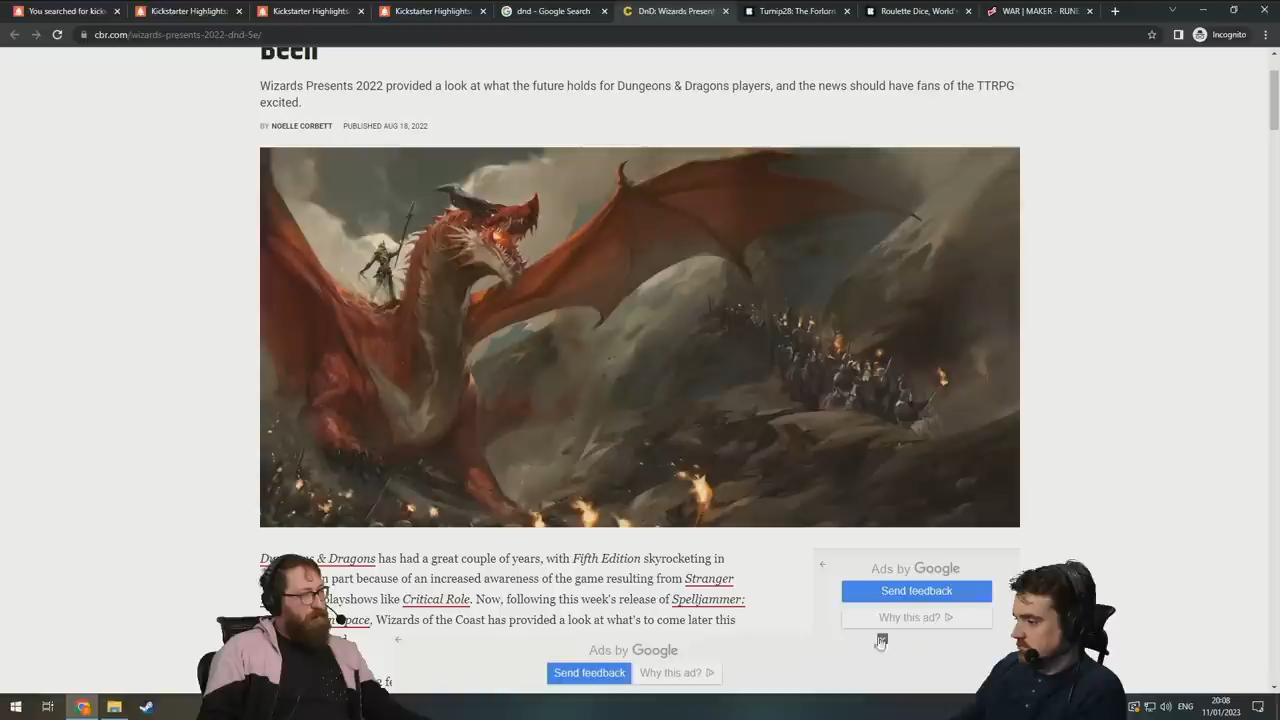 You searched for kicks
Kickstarter Highlights
Kickstarter Highlights
Kickstarter Highlights
dnd - Google Search
DnD: Wizards Present
Turnip28: The Forlorn
Roulette Dice, World'
WAR | MAKER - RUNE
cbr.com/wizards-presents-2022-dnd-5e/
Incognito
Been
Wizards Presents 2022 provided a look at what the future holds for Dungeons & Dragons players, and the news should have fans of the TTRPG
excited.
BY NOELLE CORBETT PUBLISHED AUG 18, 2022
& Dragons has had a great couple of years, with Fifth Edition skyrocketing in
part because of an increased awareness of the game resulting from Stranger
playshows like Critical Role. Now, following this week's release of Spelljammer:
Space, Wizards of the Coast has provided a look at what's to come later this
Ads by Google
Send feedback
Why this ad?
Ads by Google
Send feedback
Why this ad?
ENG
20:08
11/01/2023